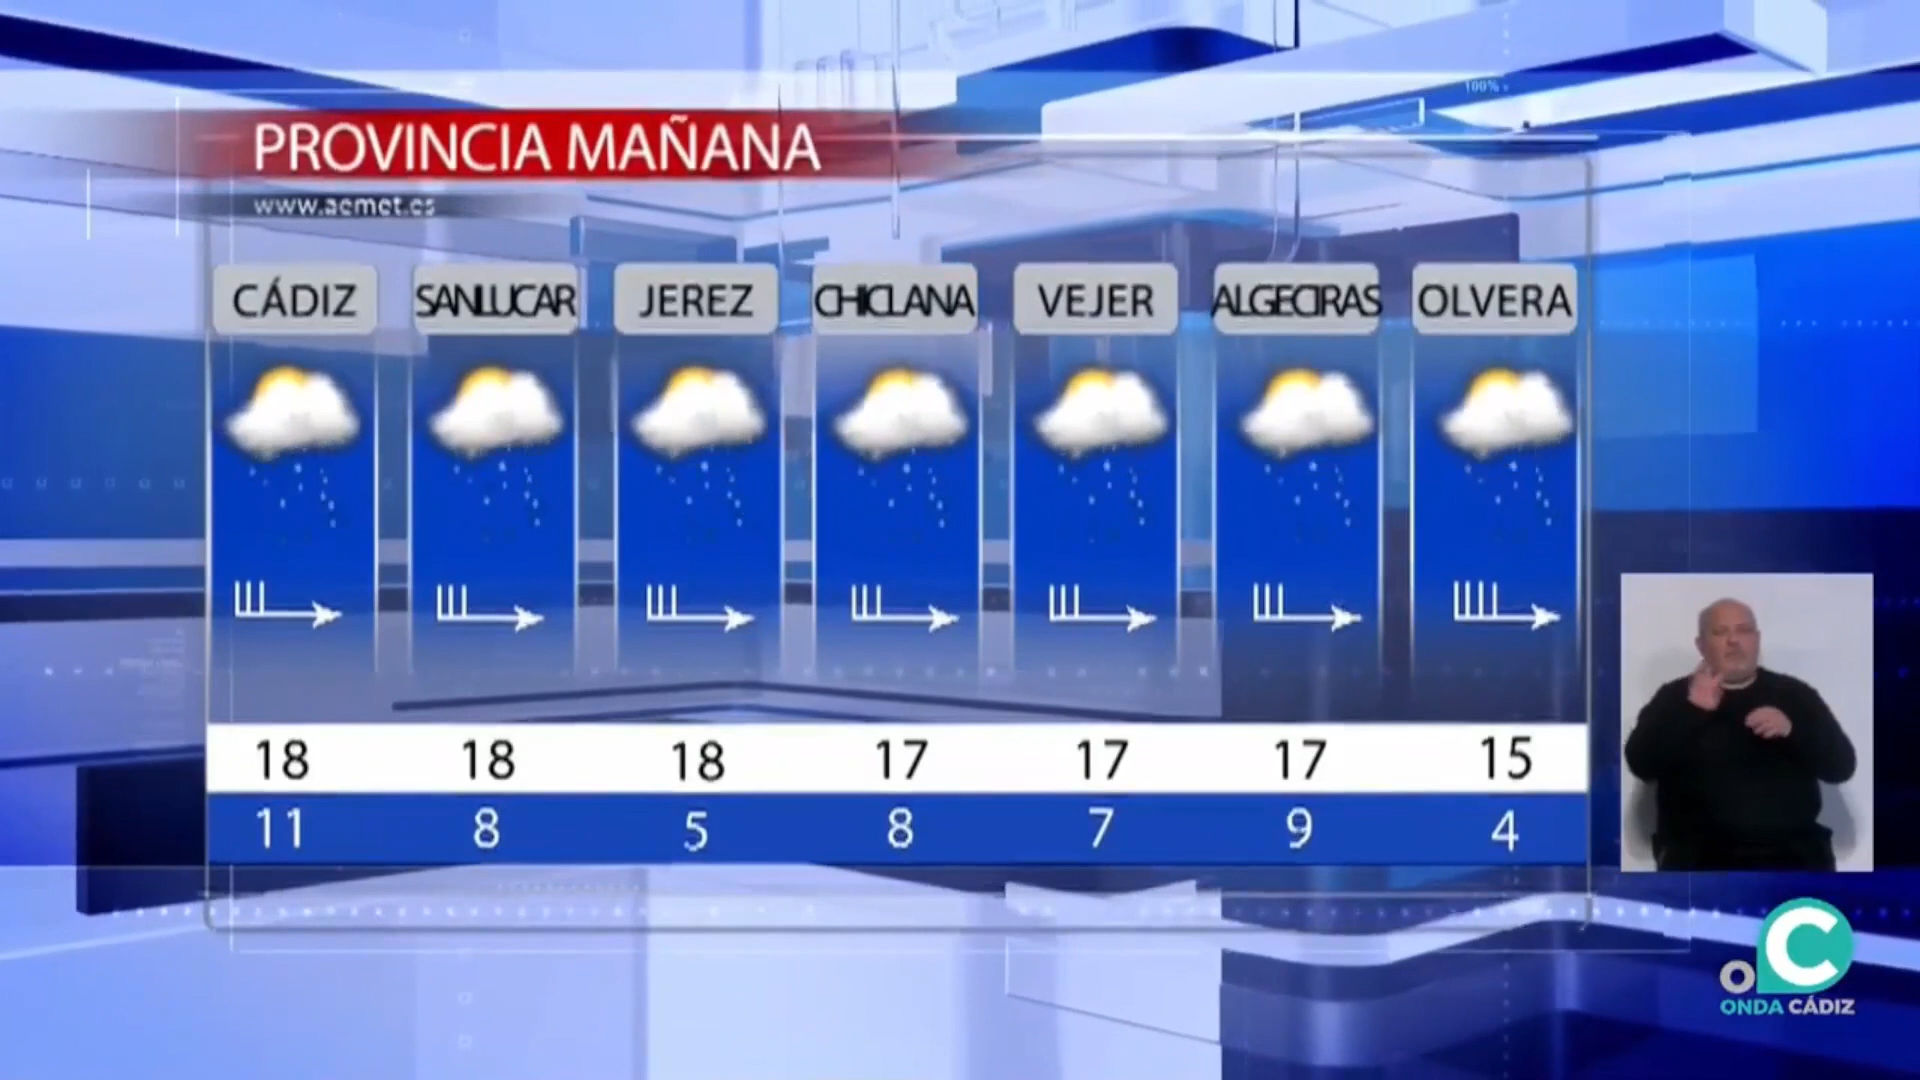 100%
PROVINCIA MAÑANA
www.aemet.es
CÁDIZ SANLUCAR JEREZ CHICLANA VEJER ALGECIRAS OLVERA
18 18 18 17 17 17 15
11 8 5 8 7 9 4
ONDA CÁDIZ